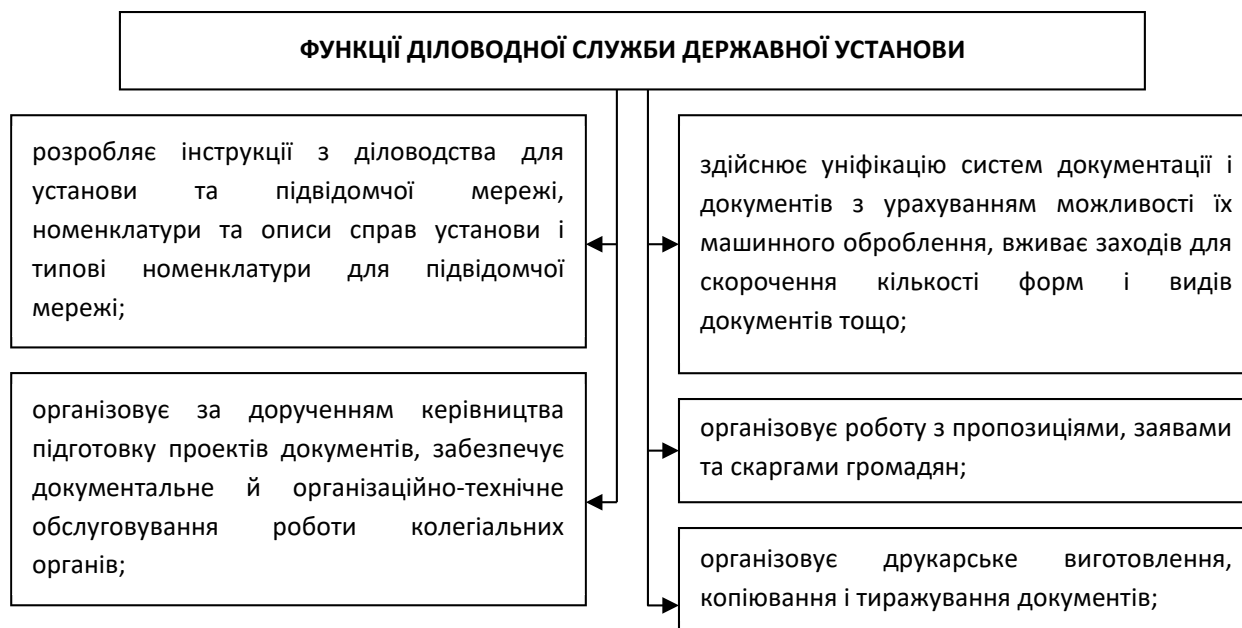 ФУНКЦІЇ ДІЛОВОДНОЇ СЛУЖБИ ДЕРЖАВНОЇ УСТАНОВИ
розробляє інструкції з діловодства для
установи та підвідомчої мережі,
номенклатури та описи справ установи і
типові номенклатури для підвідомчої
мережі;
організовує за дорученням керівництва
підготовку проектів документів, забезпечує
документальне й організаційно-технічне
обслуговування роботи колегіальних
органів;
здійснює уніфікацію систем документації і
документів з урахуванням можливості їх
машинного оброблення, вживає заходів для
скорочення кількості форм і видів
документів тощо;
організовує роботу з пропозиціями, заявами
та скаргами громадян;
організовує друкарське виготовлення,
копіювання і тиражування документів;